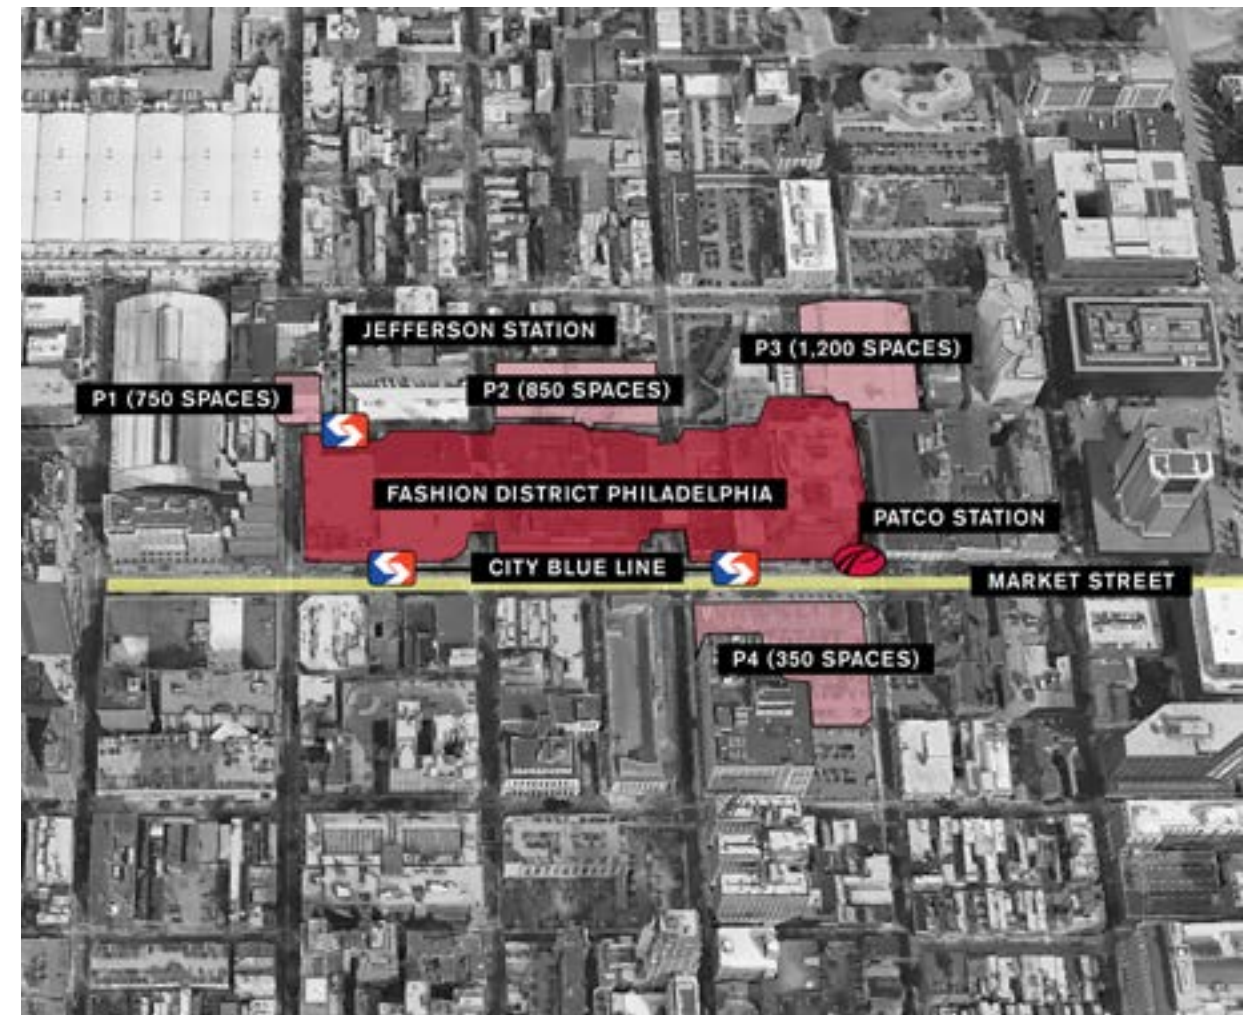 JEFFERSON STATION
P3 (1,200 SPACES)
P1 (750 SPACES)
P2 (850 SPACES)
FASHION DISTRICT PHILADELPHIA
PATCO STATION
CITY BLUE LINE
MARKET STREET
P4 (350 SPACES)